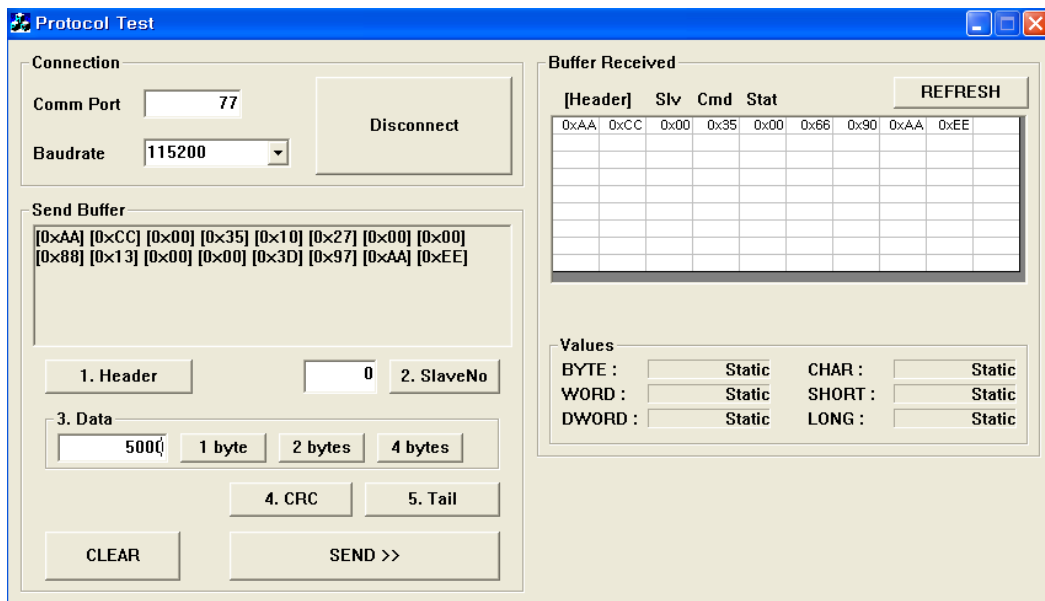 Protocol Test
Connection
Comm Port 77
Baudrate 115200
Disconnect
Send Buffer
[0xAA] [0xCC] [0x00] [0x35] [0x10] [0x27] [0x00] [0x00]
[0x88] [0x13] [0x00] [0x00] [0x3D] [0x97] [0xAA] [0xEE]
1. Header 0 2. SlaveNo
3. Data
5000 1 byte 2 bytes 4 bytes
4. CRC 5. Tail
CLEAR SEND >>
Buffer Received
REFRESH
[Header] Slv Cmd Stat
0xAA 0xCC 0x00 0x35 0x00 0x66 0x90 0xAA 0xEE
Values
BYTE : Static CHAR : Static
WORD : Static SHORT : Static
DWORD : Static LONG : Static